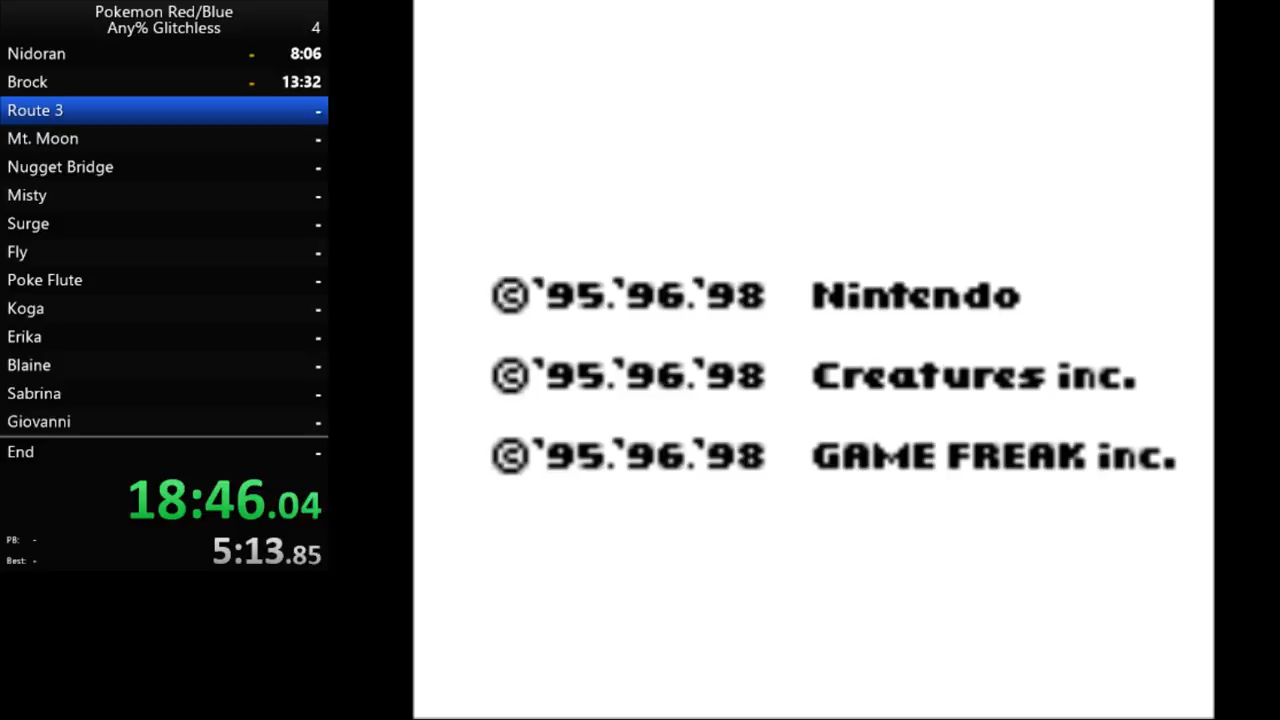 Pokemon Red/Blue
Any% Glitchless 4
Nidoran - 8:06
Brock - 13:32
Route 3 -
Mt. Moon -
Nugget Bridge -
Misty -
Surge -
Fly -
Poke Flute -
Koga -
Erika -
Blaine -
Sabrina -
Giovanni -
End -
18:46.04
PB: -
5:13.85
Best: -
©'95.'96.'98 Nintendo
©'95.'96.'98 Creatures inc.
©'95.'96.'98 GAME FREAK inc.